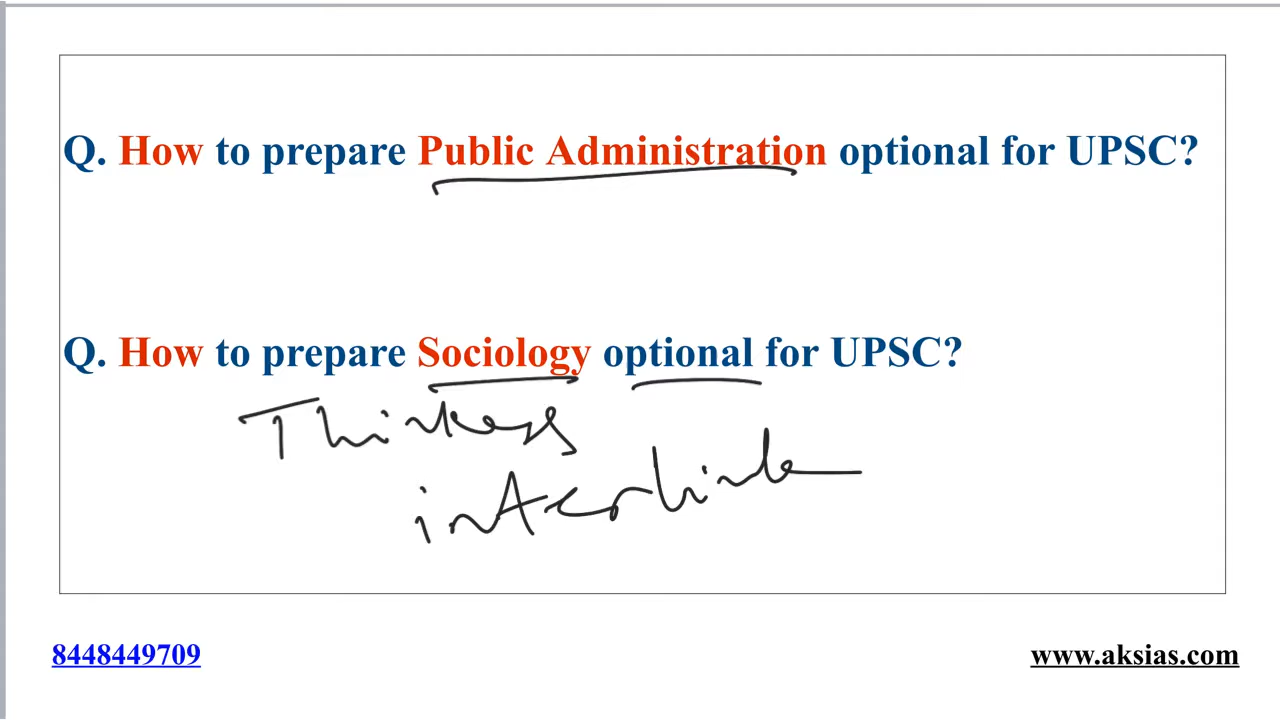 Q. How to prepare Public Administration optional for UPSC?
Q. How to prepare Sociology optional for UPSC?
Thinkers
interlink
8448449709
www.aksias.com